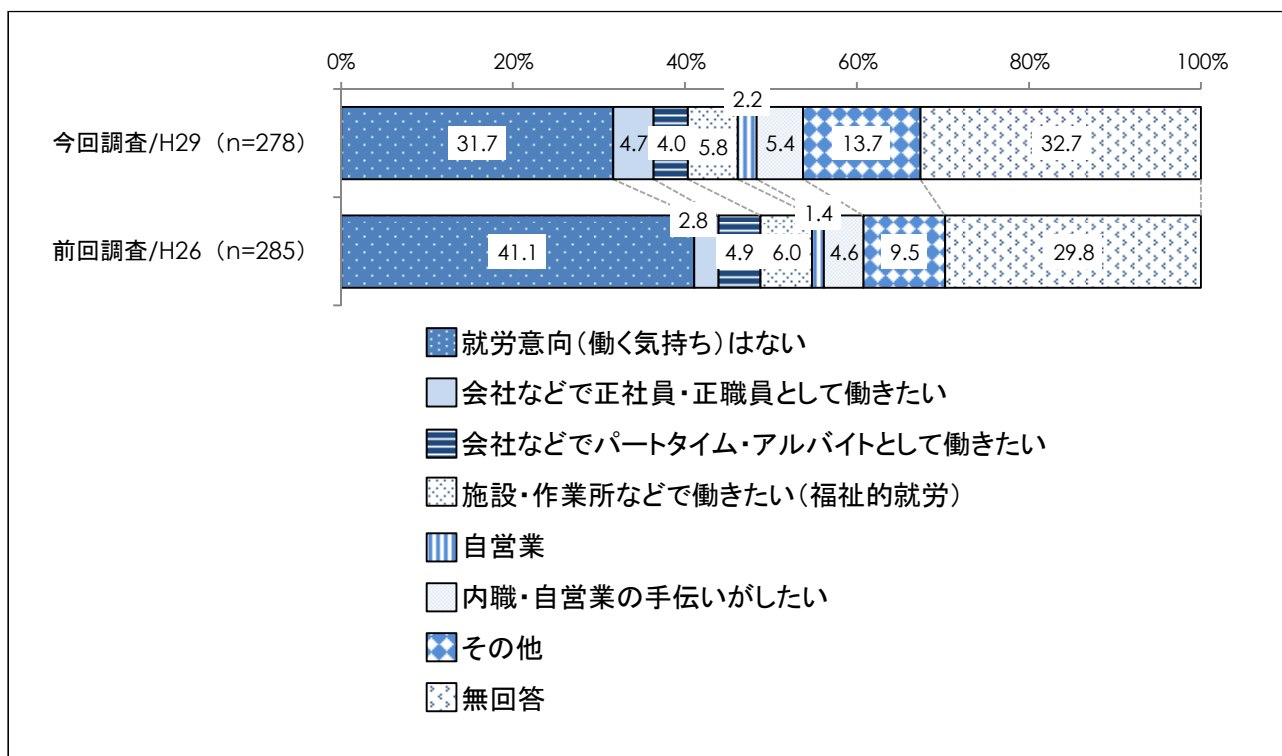 0% 20% 40% 60% 80% 100%
2.2
今回調査/H29 (n=278) 31.7 4.7 4.0 5.8 5.4 13.7 32.7
2.8 1.4
前回調査/H26 (n=285) 41.1 4.9 6.0 4.6 9.5 29.8
就労意向(働く気持ち)はない
会社などで正社員・正職員として働きたい
会社などでパートタイム・アルバイトとして働きたい
施設・作業所などで働きたい(福祉的就労)
自営業
内職・自営業の手伝いがしたい
その他
無回答